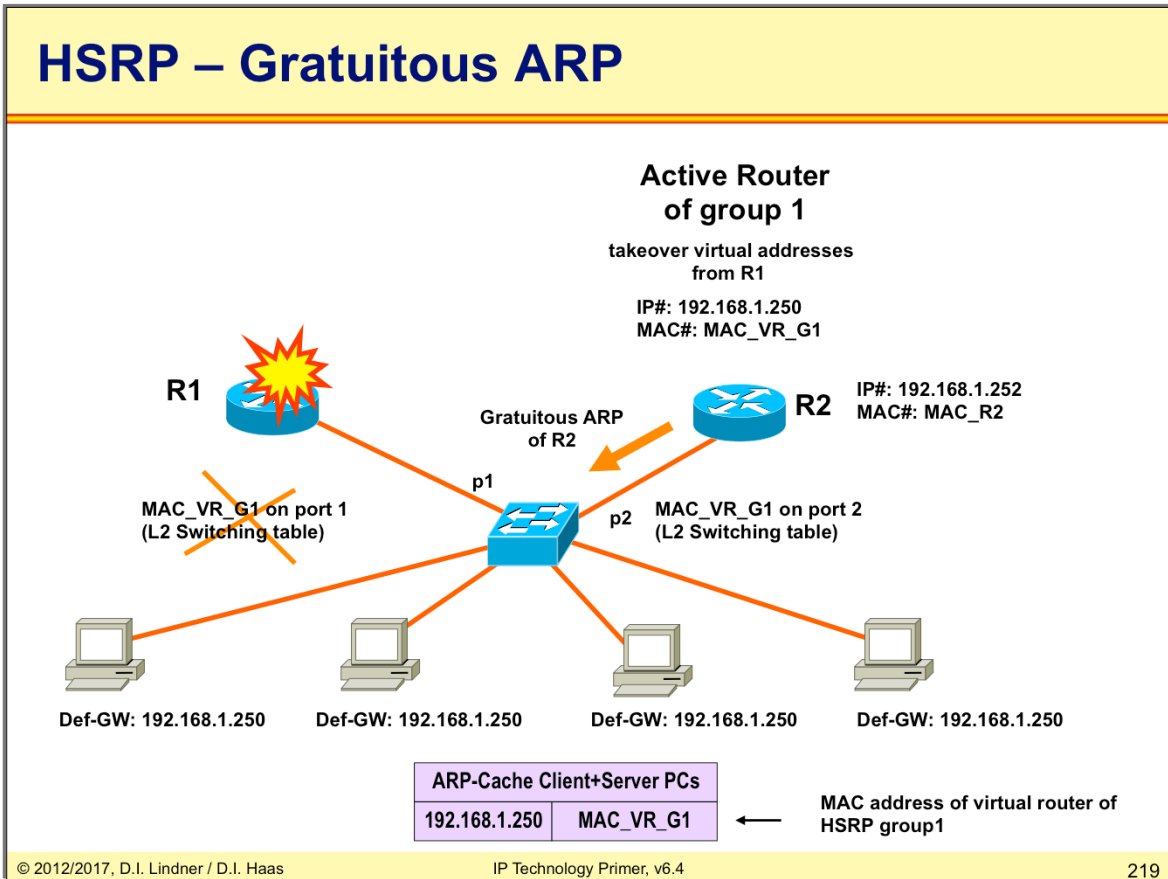 HSRP – Gratuitous ARP
Active Router
of group 1
takeover virtual addresses
from R1
IP#: 192.168.1.250
MAC#: MAC_VR_G1
R1
R2
IP#: 192.168.1.252
MAC#: MAC_R2
Gratuitous ARP
of R2
p1
p2
MAC_VR_G1 on port 1
(L2 Switching table)
MAC_VR_G1 on port 2
(L2 Switching table)
Def-GW: 192.168.1.250
Def-GW: 192.168.1.250
Def-GW: 192.168.1.250
Def-GW: 192.168.1.250
ARP-Cache Client+Server PCs
192.168.1.250
MAC_VR_G1
MAC address of virtual router of
HSRP group1
© 2012/2017, D.I. Lindner / D.I. Haas
IP Technology Primer, v6.4
219